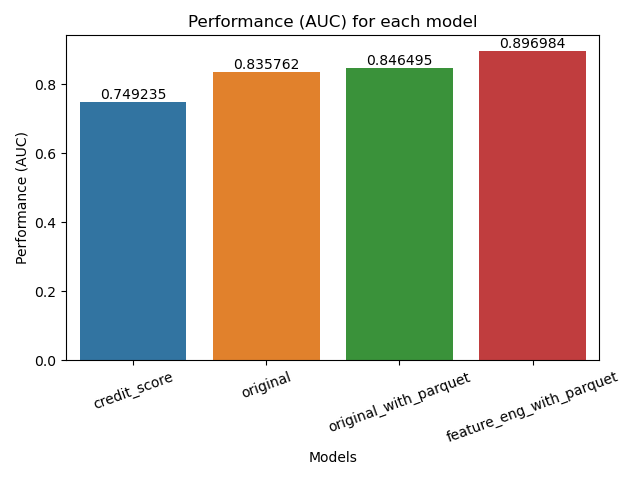 Performance (AUC) for each model
Performance (AUC)
0.8
0.6
0.4
0.2
0.0
0.749235
0.835762
0.846495
0.896984
credit_score
original
original_with_parquet
feature_eng_with_parquet
Models